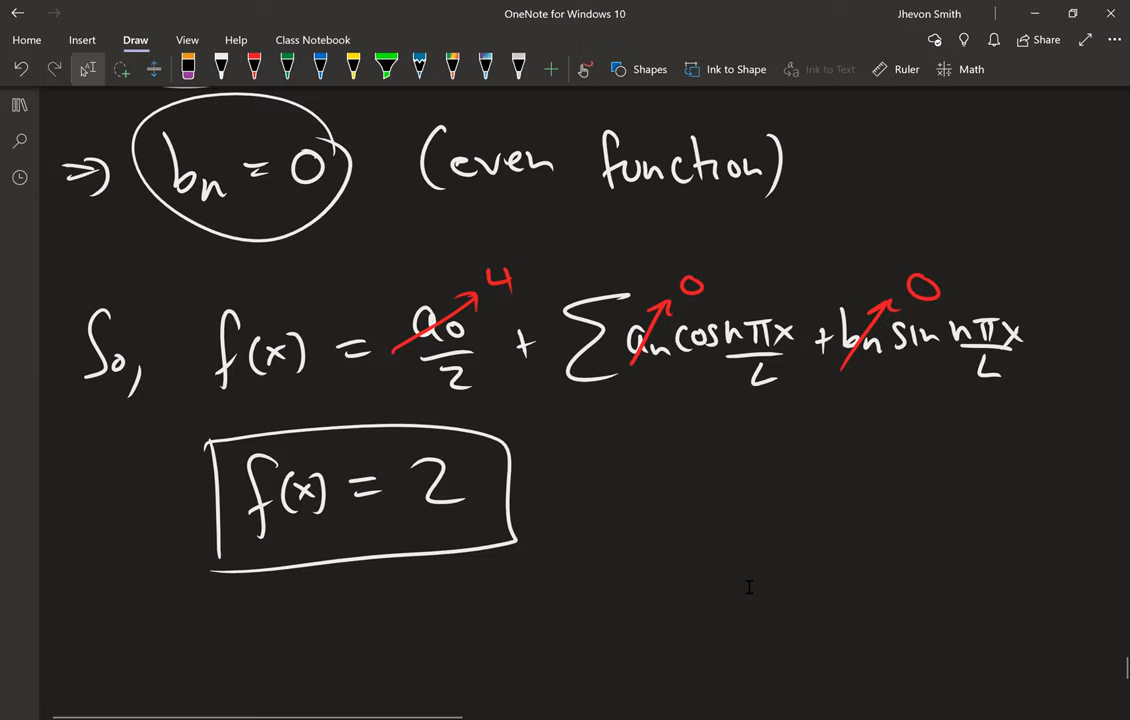 OneNote for Windows 10
Jhevon Smith
Home Insert Draw View Help Class Notebook
Share
Shapes Ink to Shape Ink to Text Ruler Math
⇒ bn = 0 (even function)
4 0 0
So, f(x) = a0/2 + Σ an cos nπx/L + bn sin nπx/L
f(x) = 2